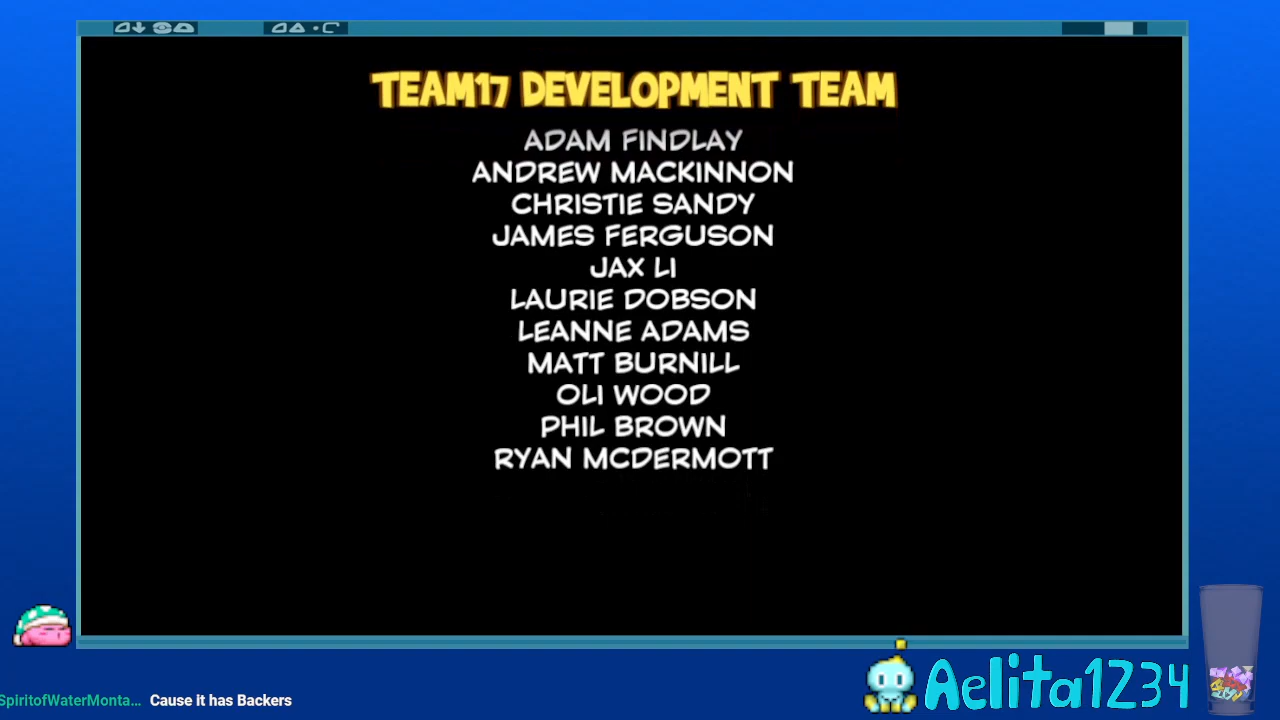 TEAM17 DEVELOPMENT TEAM
ADAM FINDLAY
ANDREW MACKINNON
CHRISTIE SANDY
JAMES FERGUSON
JAX LI
LAURIE DOBSON
LEANNE ADAMS
MATT BURNILL
OLI WOOD
PHIL BROWN
RYAN MCDERMOTT
Aelita1234
SpiritofWaterMonta... Cause it has Backers